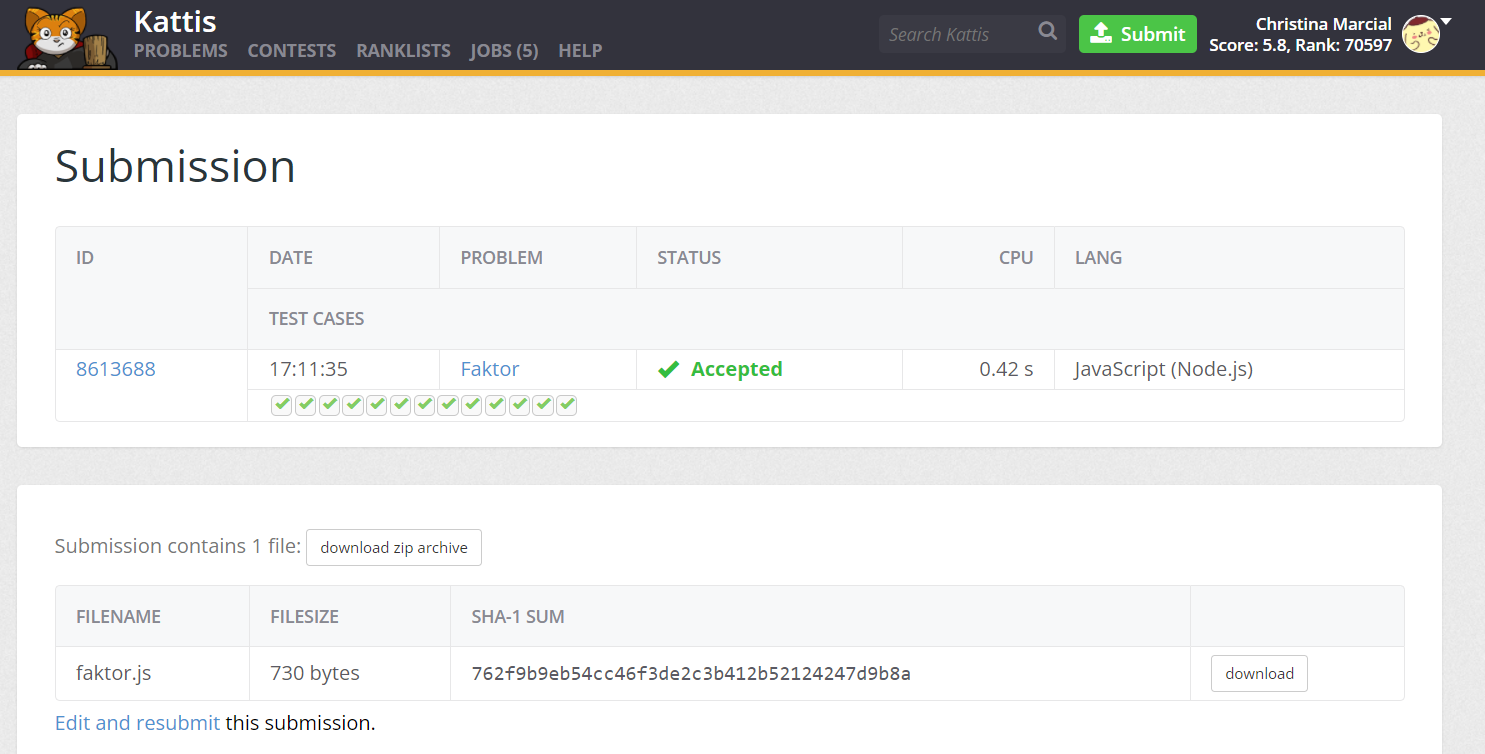 Kattis
PROBLEMS CONTESTS RANKLISTS JOBS (5) HELP
Search Kattis
Submit
Christina Marcial
Score: 5.8, Rank: 70597
Submission
ID DATE PROBLEM STATUS CPU LANG
TEST CASES
8613688 17:11:35 Faktor Accepted 0.42 s JavaScript (Node.js)
Submission contains 1 file: download zip archive
FILENAME FILESIZE SHA-1 SUM
faktor.js 730 bytes 762f9b9eb54cc46f3de2c3b412b52124247d9b8a download
Edit and resubmit this submission.